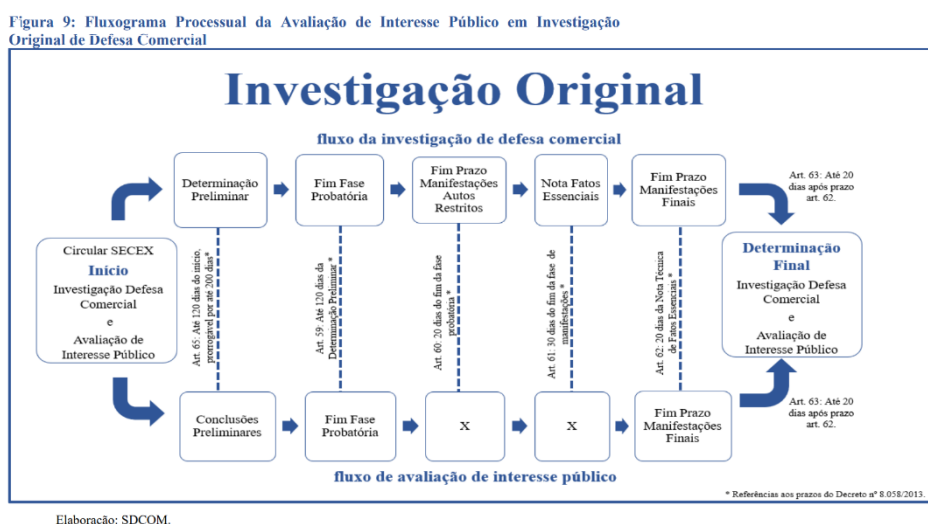 Figura 9: Fluxograma Processual da Avaliação de Interesse Público em Investigação
Original de Defesa Comercial
Investigação Original
fluxo da investigação de defesa comercial
Determinação
Preliminar
Fim Fase
Probatória
Fim Prazo
Manifestações
Autos
Restritos
Nota Fatos
Essenciais
Fim Prazo
Manifestações
Finais
Art. 63: Até 20
dias após prazo
art. 62.
Circular SECEX
Início
Investigação Defesa
Comercial
e
Avaliação de
Interesse Público
Art. 65: Até 120 dias do início,
prorrogável por até 200 dias*
Art. 59: Até 120 dias da
Determinação Preliminar *
Art. 60: 20 dias do fim da fase
probatória *
Art. 61: 30 dias do fim da fase de
manifestações *
Art. 62: 20 dias da Nota Técnica
de Fatos Essenciais *
Determinação
Final
Investigação Defesa
Comercial
e
Avaliação de
Interesse Público
Conclusões
Preliminares
Fim Fase
Probatória
X
X
Fim Prazo
Manifestações
Finais
Art. 63: Até 20
dias após prazo
art. 62.
fluxo de avaliação de interesse público
* Referências aos prazos do Decreto nº 8.058/2013.
Elaboração: SDCOM.